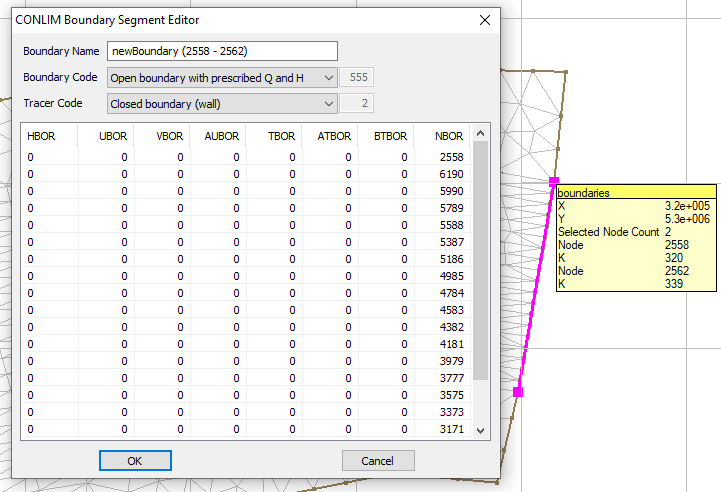 CONLIM Boundary Segment Editor
Boundary Name newBoundary (2558 - 2562)
Boundary Code Open boundary with prescribed Q and H 555
Tracer Code Closed boundary (wall) 2
HBOR UBOR VBOR AUBOR TBOR ATBOR BTBOR NBOR
0 0 0 0 0 0 0 2558
0 0 0 0 0 0 0 6190
0 0 0 0 0 0 0 5990
0 0 0 0 0 0 0 5789
0 0 0 0 0 0 0 5588
0 0 0 0 0 0 0 5387
0 0 0 0 0 0 0 5186
0 0 0 0 0 0 0 4985
0 0 0 0 0 0 0 4784
0 0 0 0 0 0 0 4583
0 0 0 0 0 0 0 4382
0 0 0 0 0 0 0 4181
0 0 0 0 0 0 0 3979
0 0 0 0 0 0 0 3777
0 0 0 0 0 0 0 3575
0 0 0 0 0 0 0 3373
0 0 0 0 0 0 0 3171
OK Cancel
boundaries
X 3.2e+005
Y 5.3e+006
Selected Node Count 2
Node 2558
K 320
Node 2562
K 339